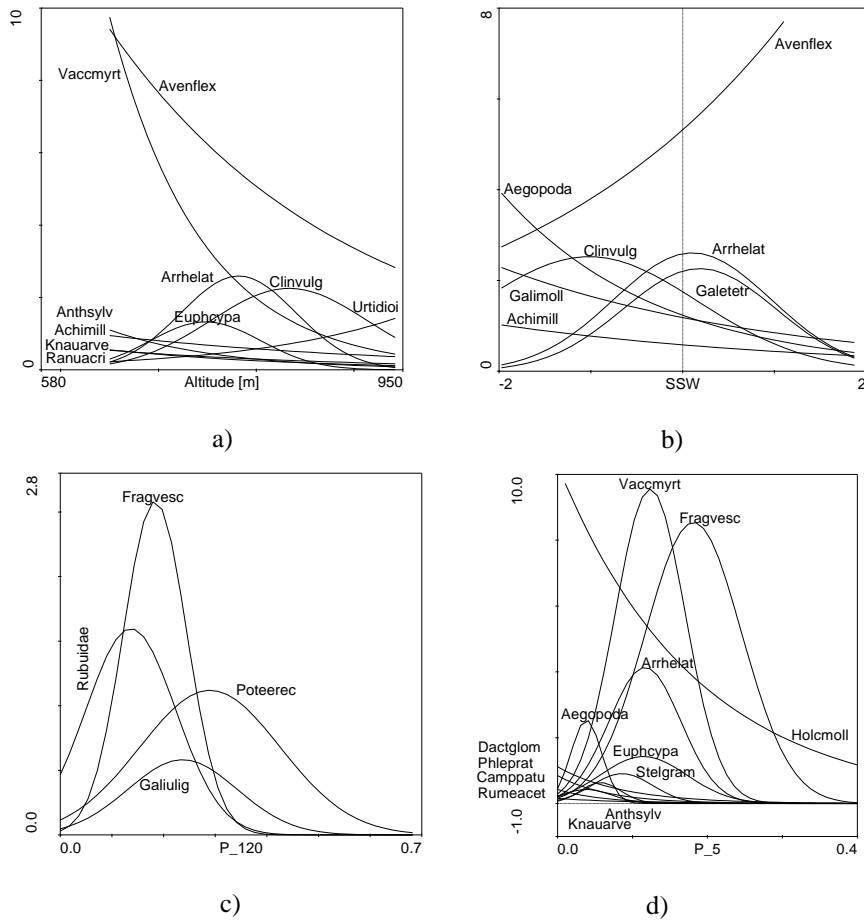 10
Vaccmyrt
Avenflex
Arrhelat
Clinvulg
Anthsylv
Euphcypa
Urtidioi
Achimill
Knauarve
Ranuacri
0
580
Altitude [m]
950
a)
8
Avenflex
Aegopoda
Clinvulg
Arrhelat
Galimoll
Galetetr
Achimill
0
-2
SSW
2
b)
2.8
Fragvesc
Rubuidae
Poteerec
Galiulig
0.0
0.0
P_120
0.7
c)
10.0
Vaccmyrt
Fragvesc
Arrhelat
Aegopoda
Holcmoll
Dactglom
Euphcypa
Phleprat
Stelgram
Camppatu
Rumeacet
Anthsylv
Knauarve
-1.0
0.0
P_5
0.4
d)